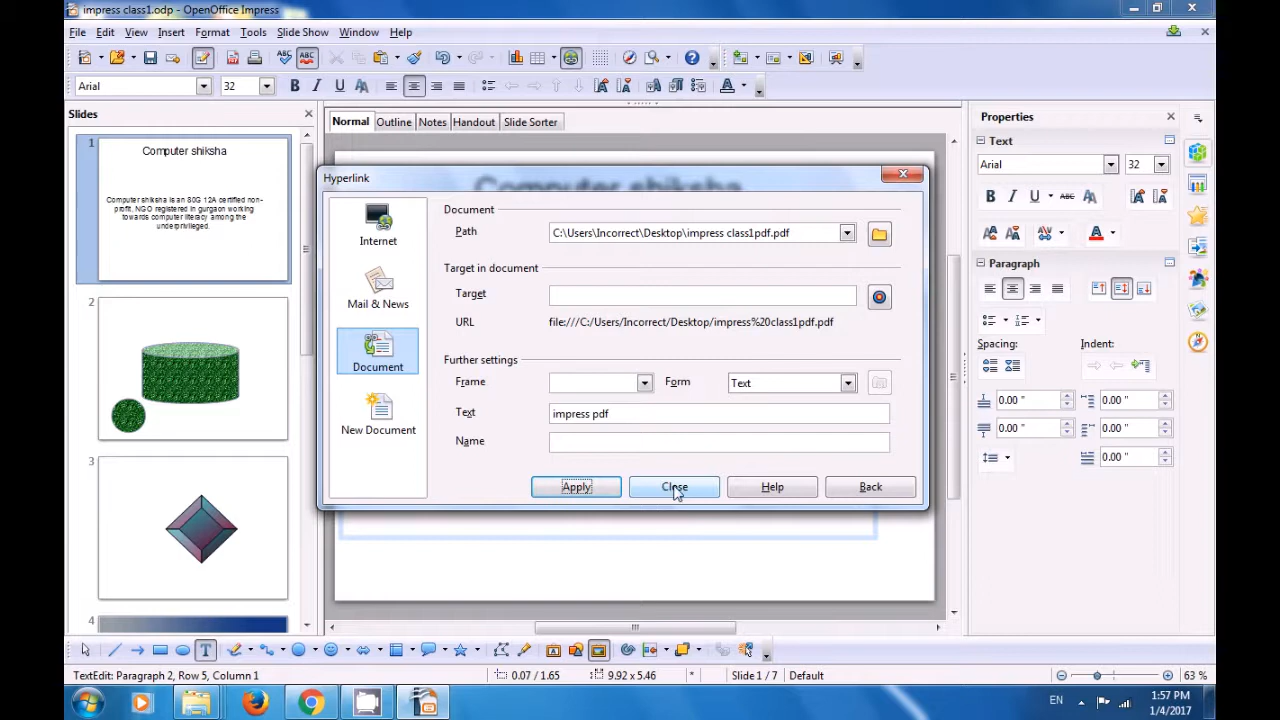 impress class1.odp - OpenOffice Impress
File Edit View Insert Format Tools Slide Show Window Help
Arial 32
Slides
Normal Outline Notes Handout Slide Sorter
Properties
1
Computer shiksha
Computer shiksha is an 80G 12A certified non-
profit, NGO registered in gurgaon working
towards computer literacy among the
underprivileged.
2
3
4
Computer shiksha
Hyperlink
Internet
Mail & News
Document
New Document
Document
Path C:\Users\Incorrect\Desktop\impress class1pdf.pdf
Target in document
Target
URL file:///C:/Users/Incorrect/Desktop/impress%20class1pdf.pdf
Further settings
Frame Form Text
Text impress pdf
Name
Apply Close Help Back
Text
Arial 32
Paragraph
Spacing: Indent:
0.00 " 0.00 "
0.00 " 0.00 "
0.00 "
TextEdit: Paragraph 2, Row 5, Column 1 0.07 / 1.65 9.92 x 5.46 * Slide 1 / 7 Default 63 %
EN 1:57 PM
1/4/2017